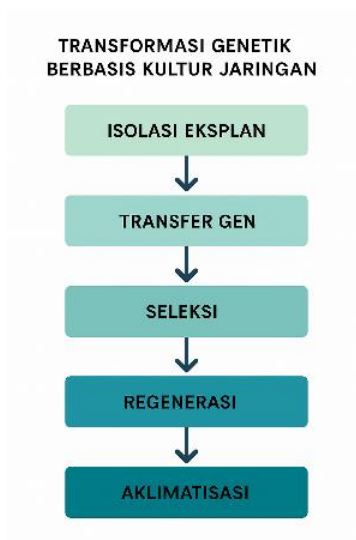 TRANSFORMASI GENETIK
BERBASIS KULTUR JARINGAN
ISOLASI EKSPLAN
TRANSFER GEN
SELEKSI
REGENERASI
AKLIMATISASI